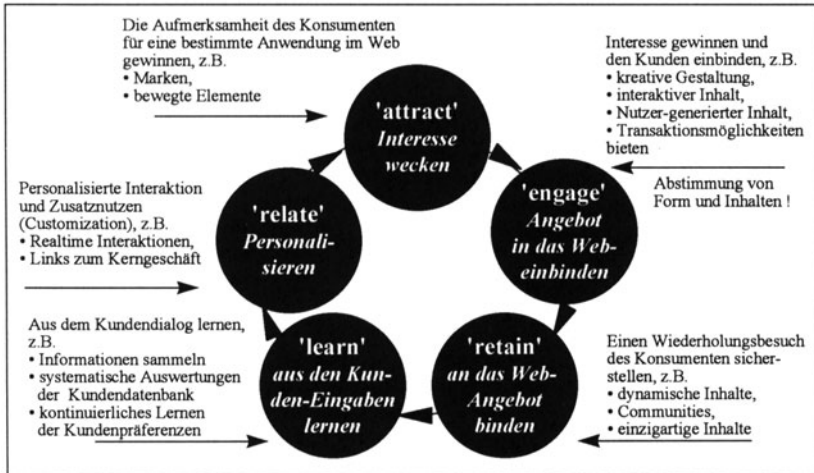 Die Aufmerksamheit des Konsumenten
für eine bestimmte Anwendung im Web
gewinnen, z.B.
• Marken,
• bewegte Elemente
'attract'
Interesse
wecken
Interesse gewinnen und
den Kunden einbinden, z.B.
• kreative Gestaltung,
• interaktiver Inhalt,
• Nutzer-generierter Inhalt,
• Transaktionsmöglichkeiten
bieten
Abstimmung von
Form und Inhalten !
'engage'
Angebot
in das Web-
einbinden
Einen Wiederholungsbesuch
des Konsumenten sicher-
stellen, z.B.
• dynamische Inhalte,
• Communities,
• einzigartige Inhalte
'retain'
an das Web-
Angebot
binden
'learn'
aus den Kun-
den-Eingaben
lernen
Aus dem Kundendialog lernen,
z.B.
• Informationen sammeln
• systematische Auswertungen
der Kundendatenbank
• kontinuierliches Lernen
der Kundenpräferenzen
'relate'
Personali-
sieren
Personalisierte Interaktion
und Zusatznutzen
(Customization), z.B.
• Realtime Interaktionen,
• Links zum Kerngeschäft